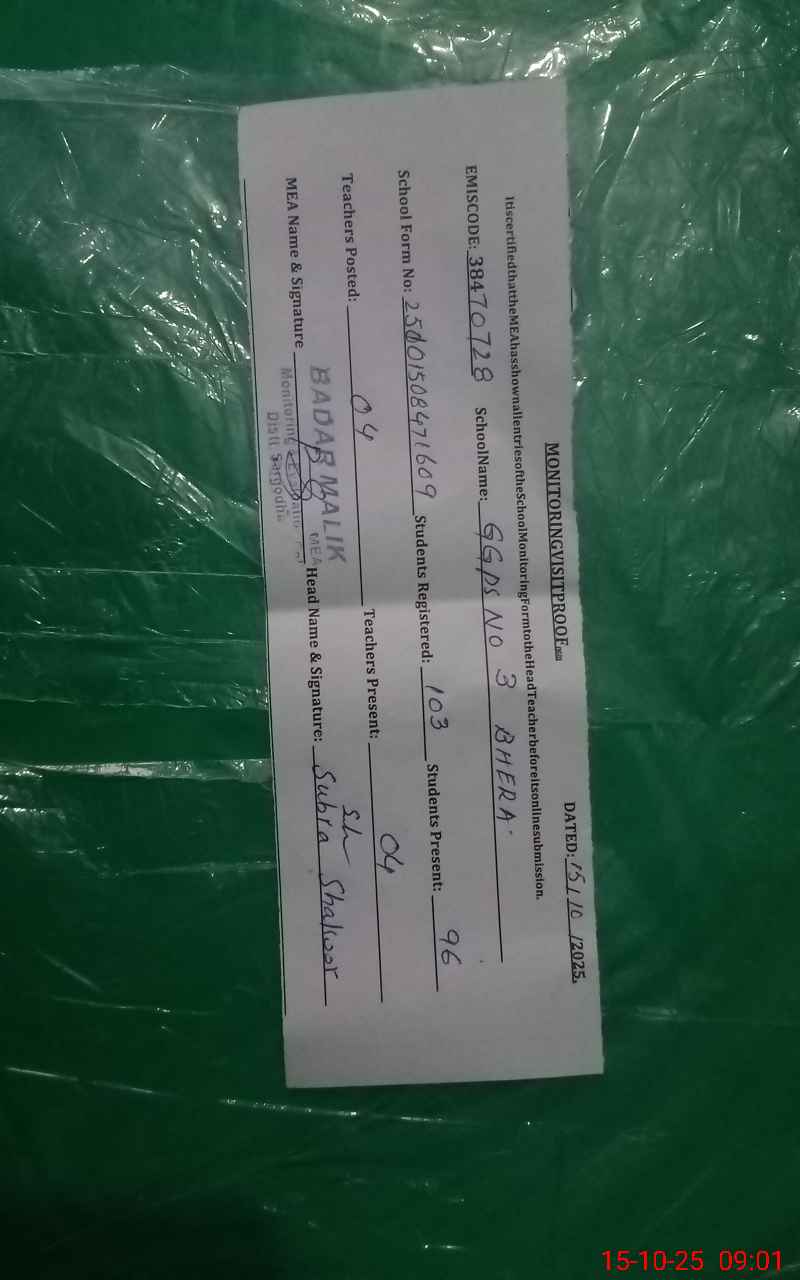 MONITORINGVISITPROOF
DATED: 15/10/2025.
ItiscertifiedthattheMEAhasshownallentriesoftheSchoolMonitoringFormtotheHeadTeacherbeforeitsonlinesubmission.
EMISCODE: 38470728 SchoolName: GGPS NO 3 BHERA.
School Form No: Students Registered: 103 Students Present: 96
Teachers Posted: 04 Teachers Present: 04
BADAR MALIK
MEA
MEA Name & Signature Head Name & Signature: Shakoor
Monitoring
Distt Sargodha
15-10-25 09:01